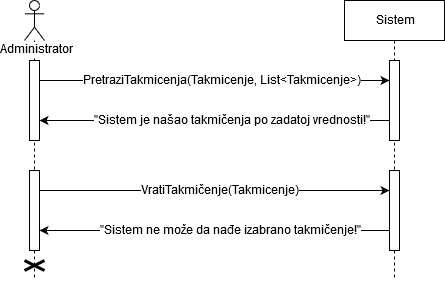 Administrator
Sistem
PretraziTakmicenja(Takmicenje, List<Takmicenje>)
"Sistem je našao takmičenja po zadatoj vrednosti!"
VratiTakmičenje(Takmicenje)
"Sistem ne može da nađe izabrano takmičenje!"